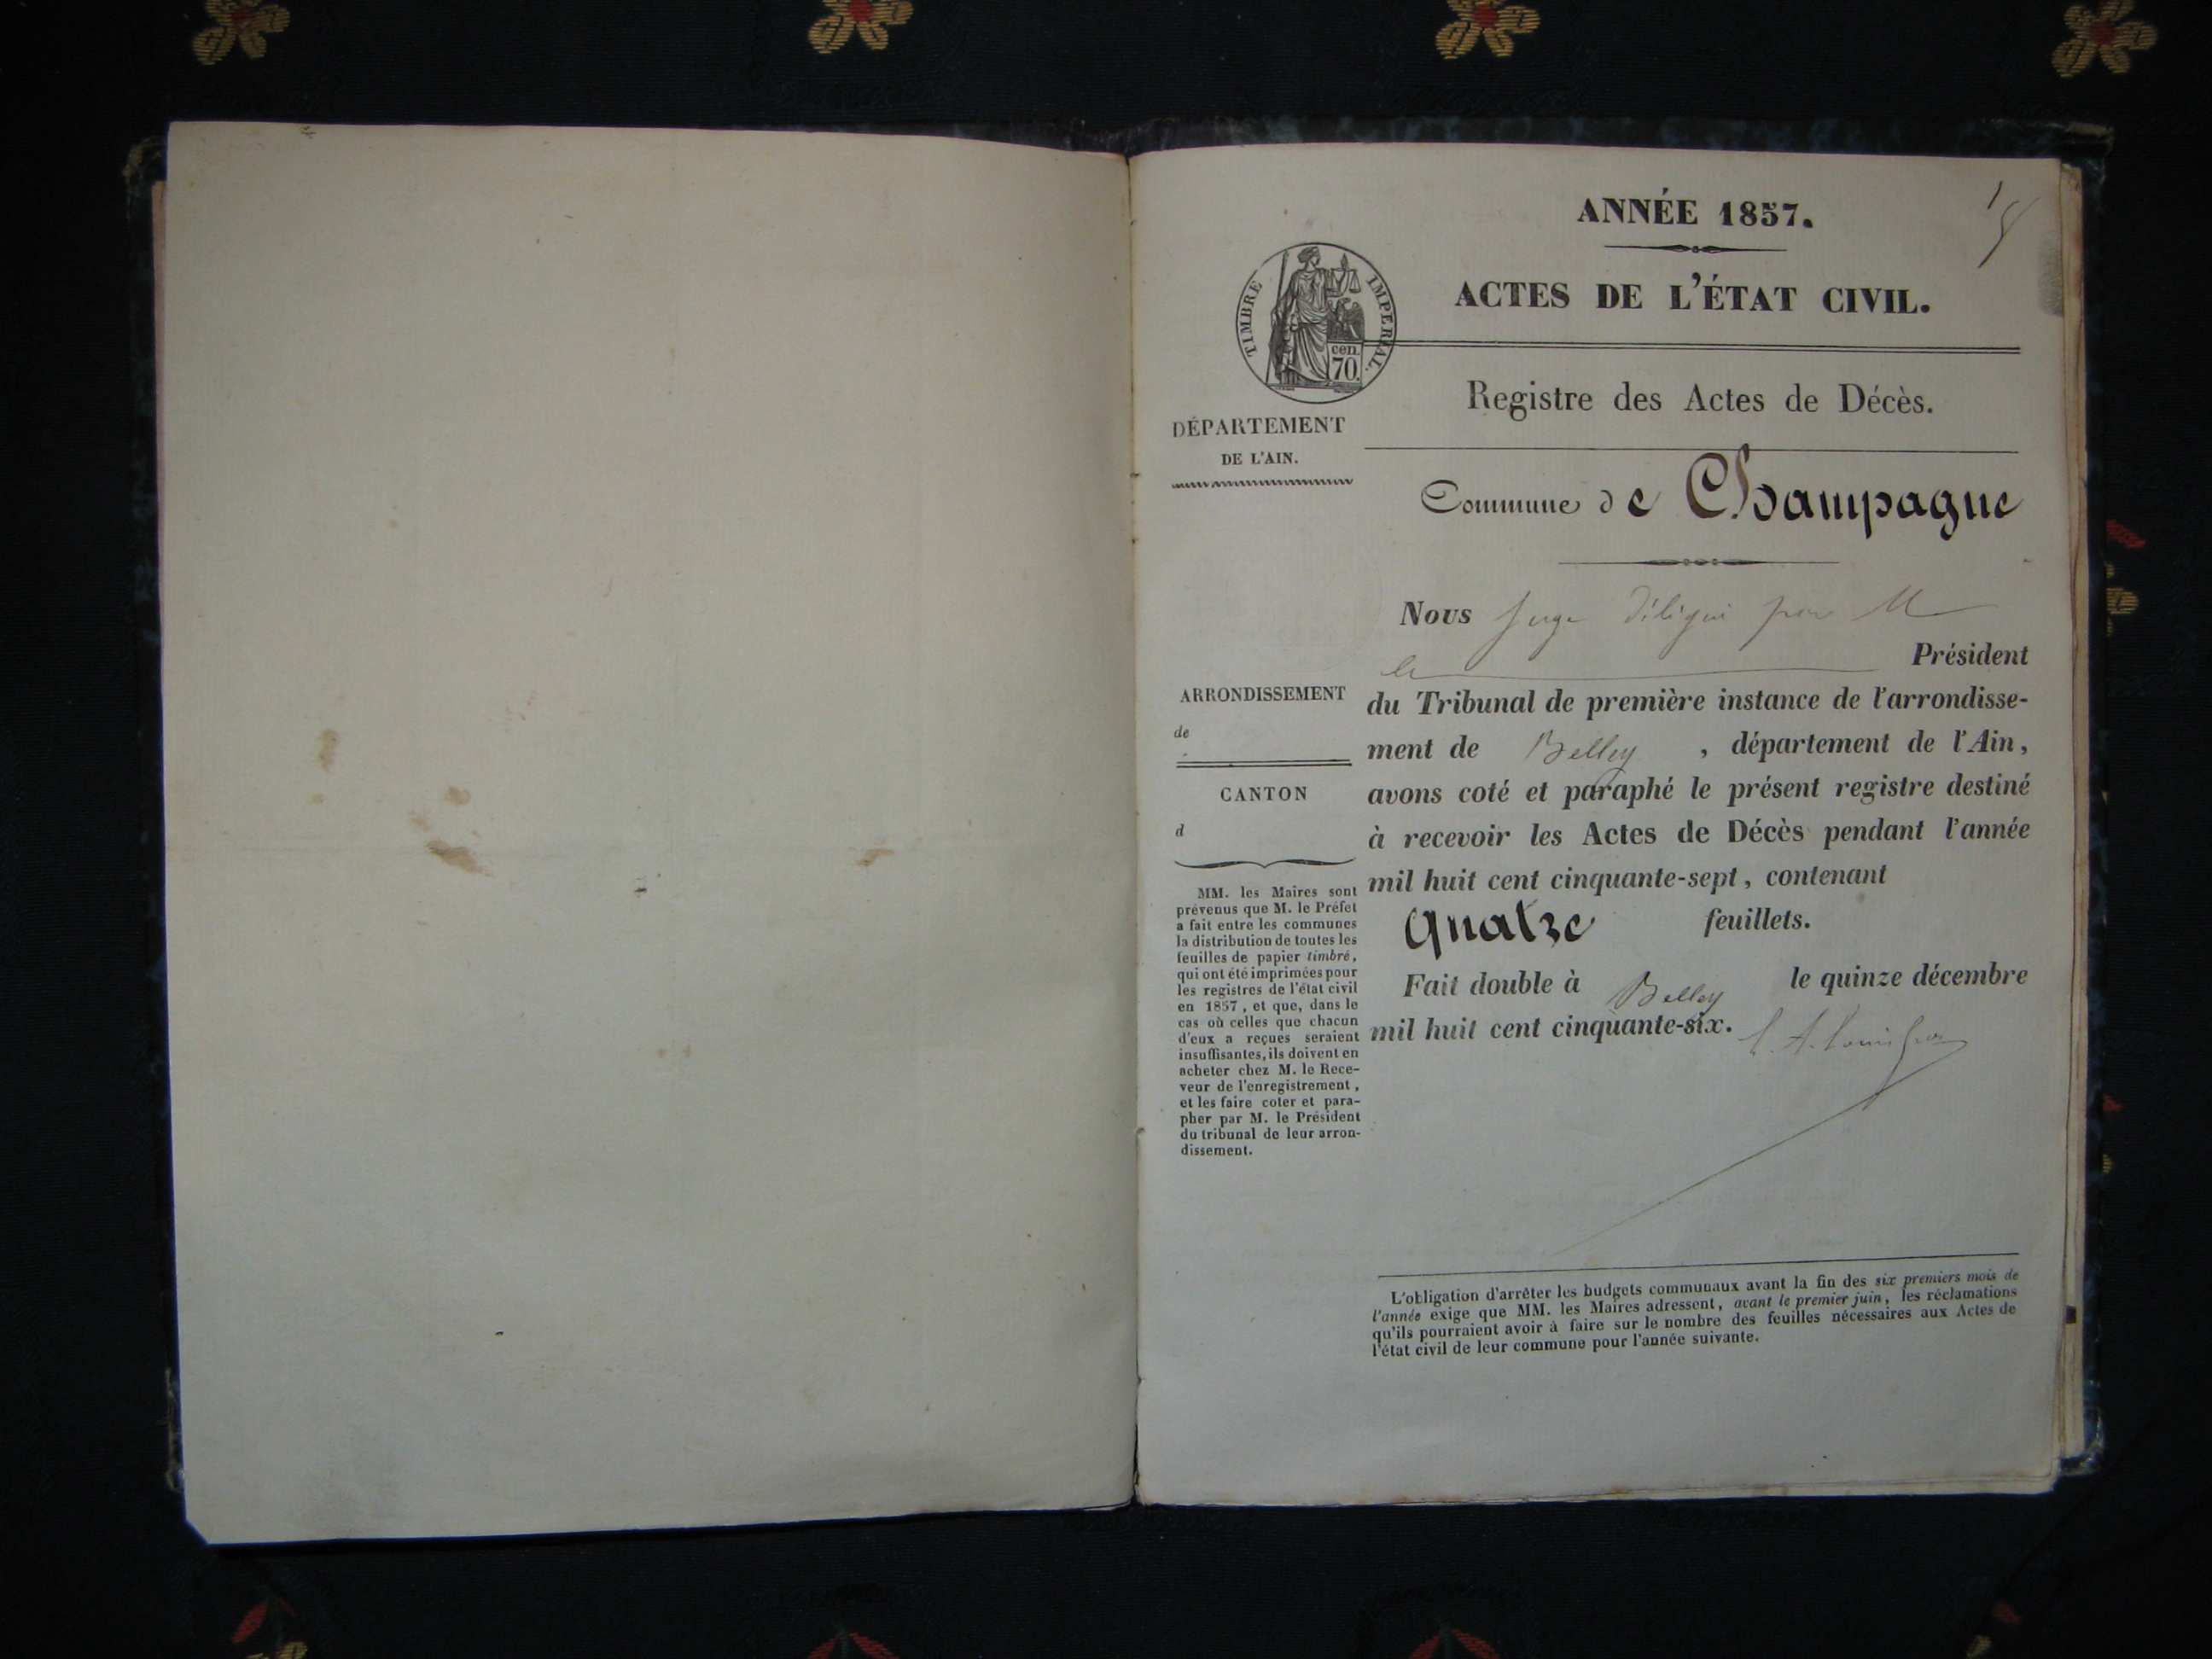 ANNÉE 1857.
ACTES DE L'ÉTAT CIVIL.
TIMBRE IMPERIAL.
cen.
70.
Registre des Actes de Décès.
DÉPARTEMENT
DE L'AIN.
Commune de Champagne
Nous Juge délégué par M
le Président
du Tribunal de première instance de l'arrondisse-
ment de Belley , département de l'Ain,
avons coté et paraphé le présent registre destiné
à recevoir les Actes de Décès pendant l'année
mil huit cent cinquante-sept, contenant
Quatre feuillets.
Fait double à Belley le quinze décembre
mil huit cent cinquante-six.
ARRONDISSEMENT
de
CANTON
d
MM. les Maires sont
prévenus que M. le Préfet
a fait entre les communes
la distribution de toutes les
feuilles de papier timbré,
qui ont été imprimées pour
les registres de l'état civil
en 1857, et que, dans le
cas où celles que chacun
d'eux a reçues seraient
insuffisantes, ils doivent en
acheter chez M. le Rece-
veur de l'enregistrement,
et les faire coter et para-
pher par M. le Président
du tribunal de leur arron-
dissement.
L'obligation d'arrêter les budgets communaux avant la fin des six premiers mois de
l'année exige que MM. les Maires adressent, avant le premier juin, les réclamations
qu'ils pourraient avoir à faire sur le nombre des feuilles nécessaires aux Actes de
l'état civil de leur commune pour l'année suivante.